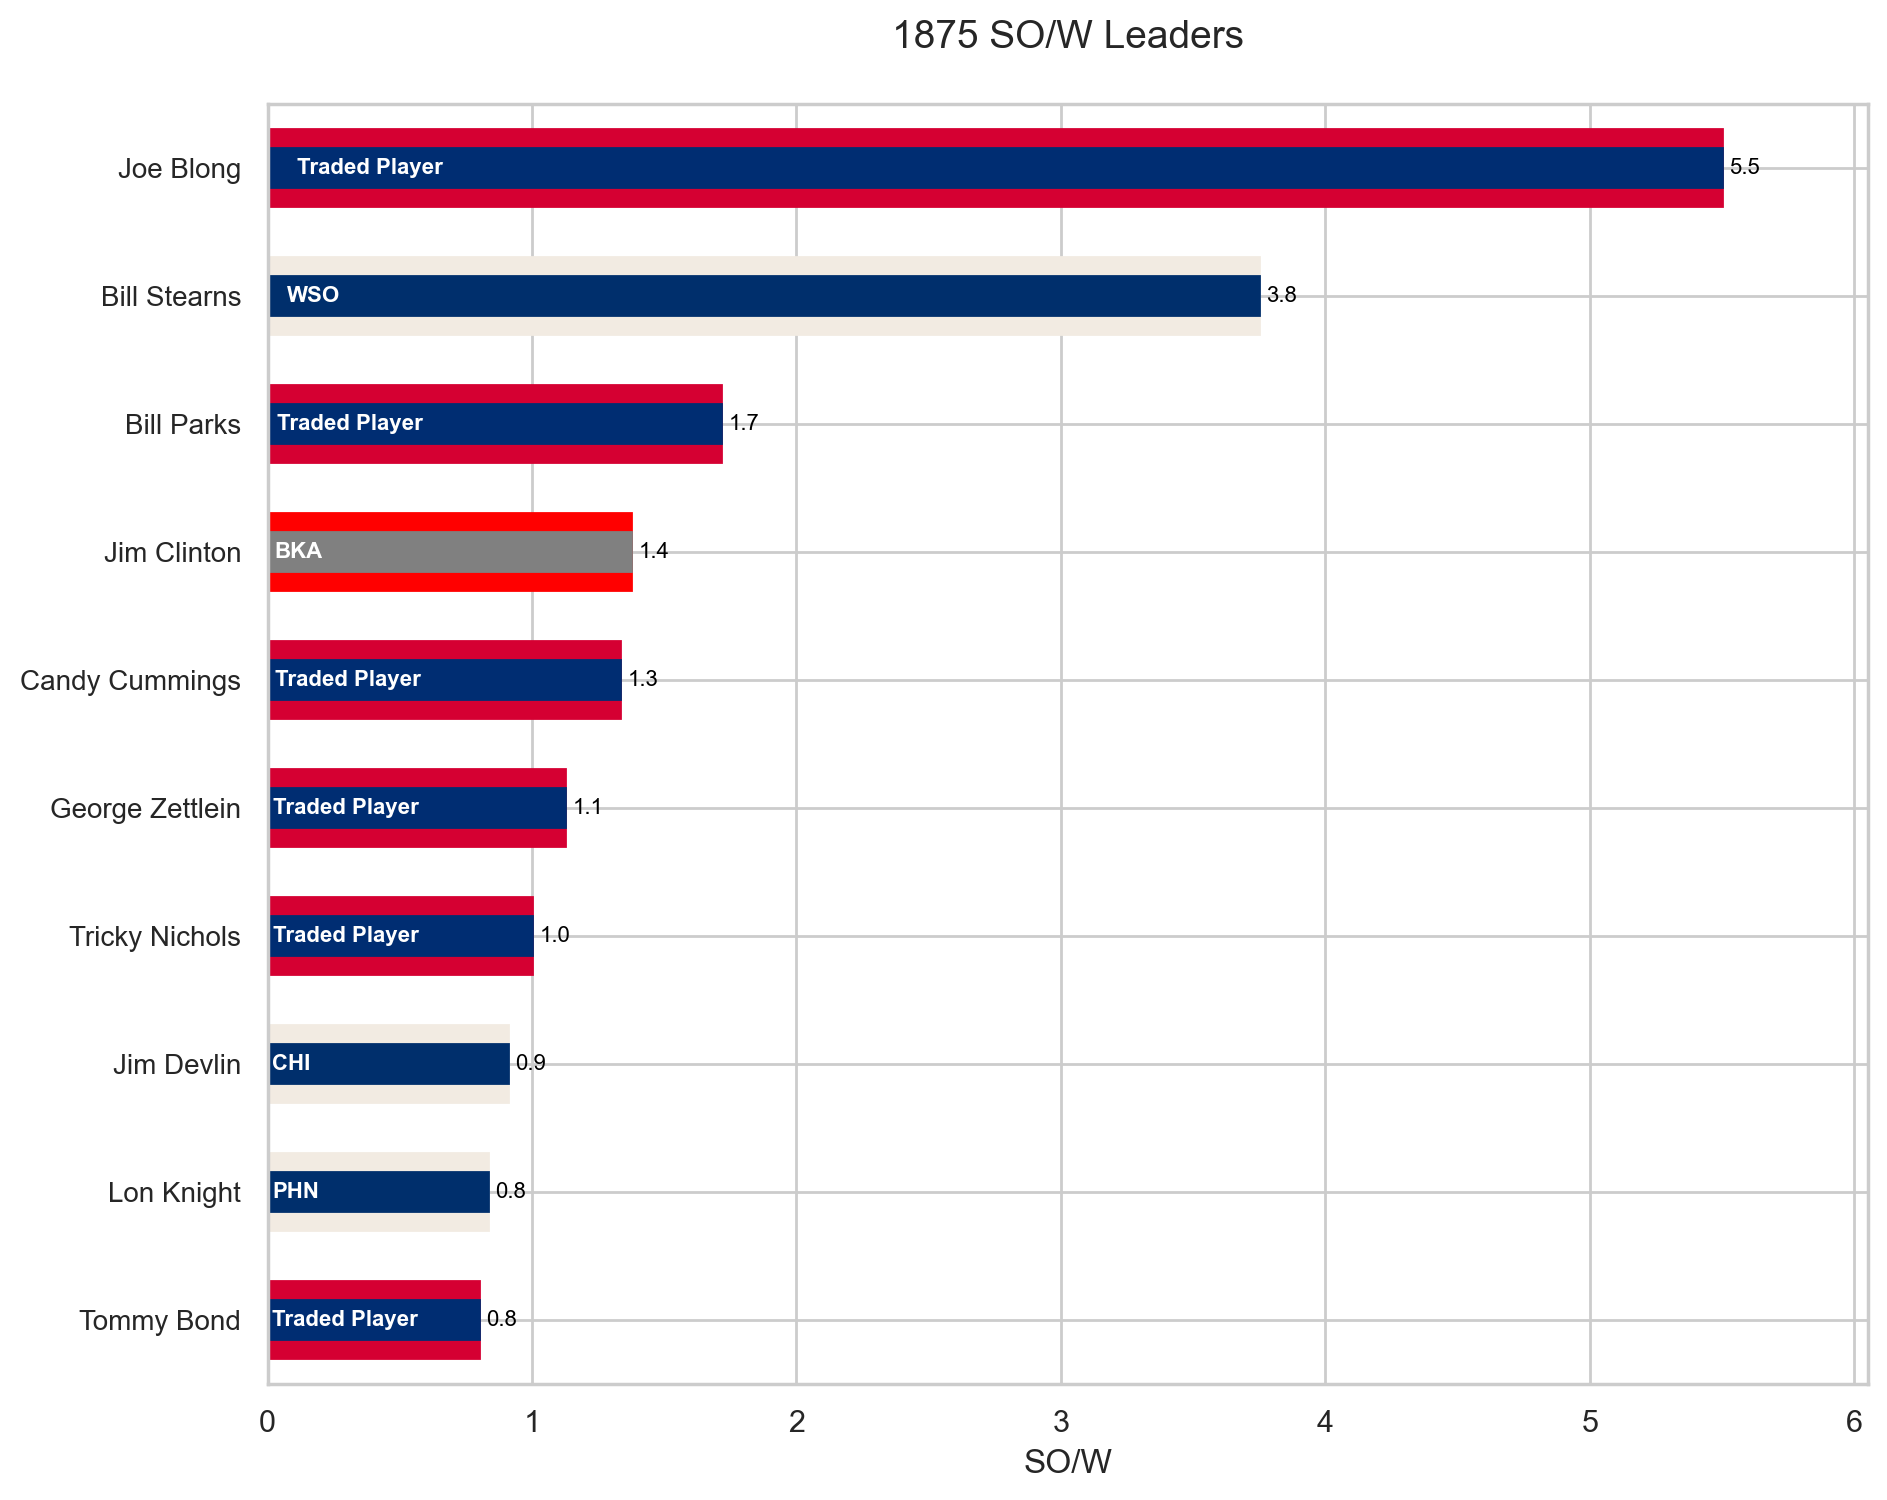 1875 SO/W Leaders
Joe Blong Traded Player 5.5
Bill Stearns WSO 3.8
Bill Parks Traded Player 1.7
Jim Clinton BKA 1.4
Candy Cummings Traded Player 1.3
George Zettlein Traded Player 1.1
Tricky Nichols Traded Player 1.0
Jim Devlin CHI 0.9
Lon Knight PHN 0.8
Tommy Bond Traded Player 0.8
0 1 2 3 4 5 6
SO/W